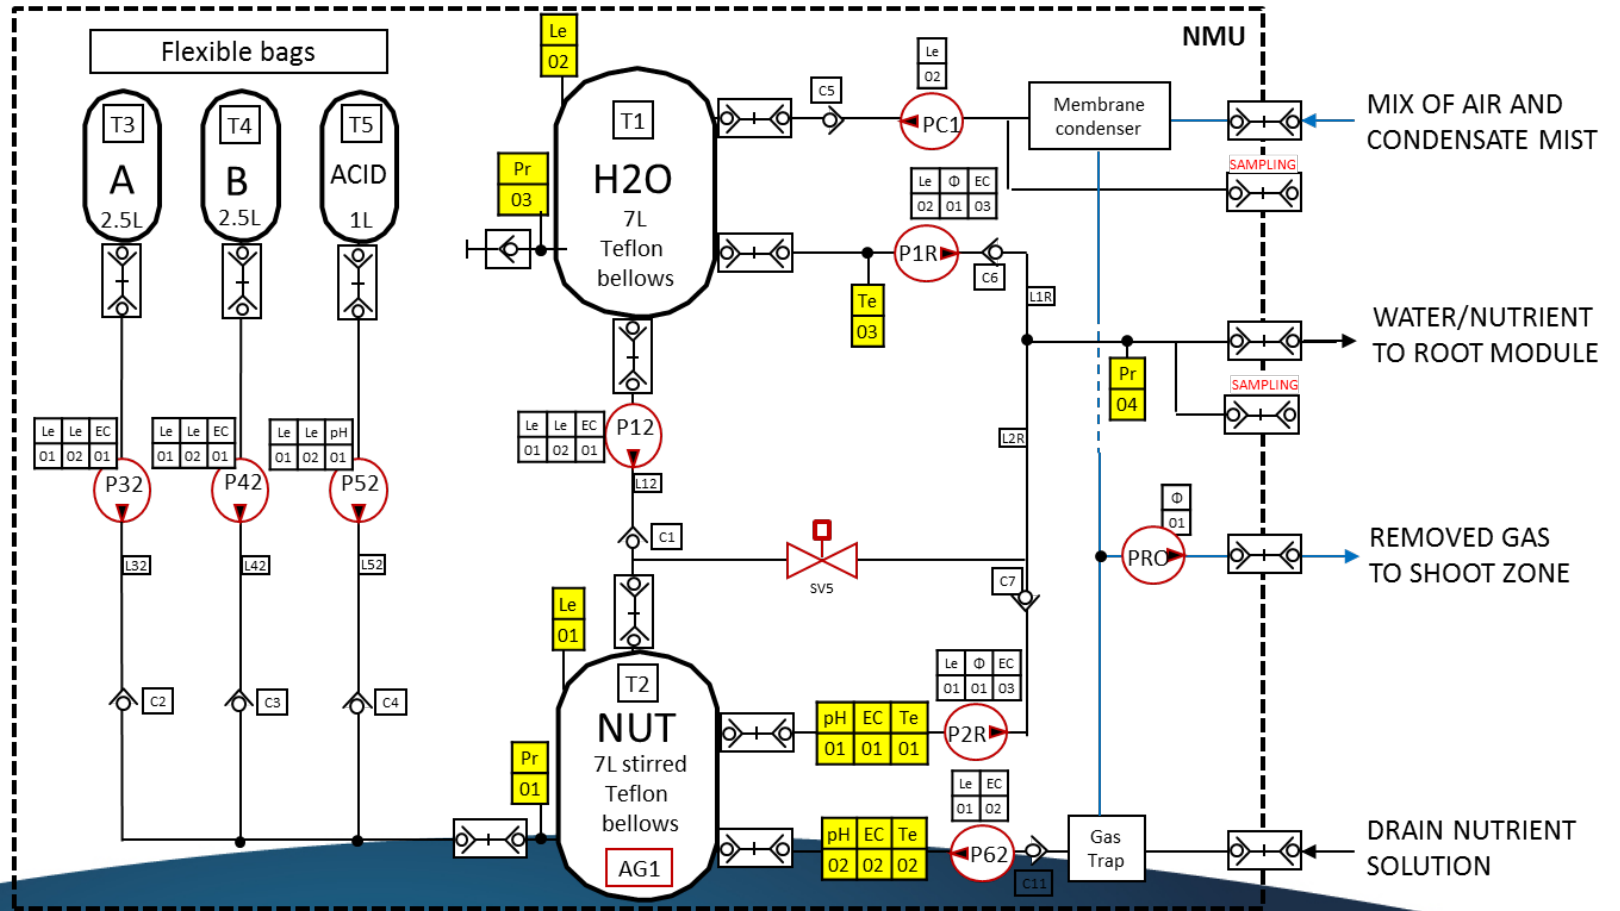 NMU
Flexible bags
Le
02
T3
A
2.5L
T4
B
2.5L
T5
ACID
1L
T1
H2O
7L
Teflon
bellows
Pr
03
C5
Le
02
PC1
Membrane
condenser
MIX OF AIR AND
CONDENSATE MIST
SAMPLING
Le Φ EC
02 01 03
P1R
C6
Te
03
L1R
WATER/NUTRIENT
TO ROOT MODULE
Pr
04
SAMPLING
Le Le EC
01 02 01
P32
Le Le EC
01 02 01
P42
Le Le pH
01 02 01
P52
Le Le EC
01 02 01
P12
L12
L2R
C1
L32
L42
L52
SV5
C7
Φ
01
PRO
REMOVED GAS
TO SHOOT ZONE
Le
01
C2
C3
C4
T2
NUT
7L stirred
Teflon
bellows
AG1
Pr
01
pH EC Te
01 01 01
Le Φ EC
01 01 03
P2R
Le EC
01 02
pH EC Te
02 02 02
P62
C11
Gas
Trap
DRAIN NUTRIENT
SOLUTION